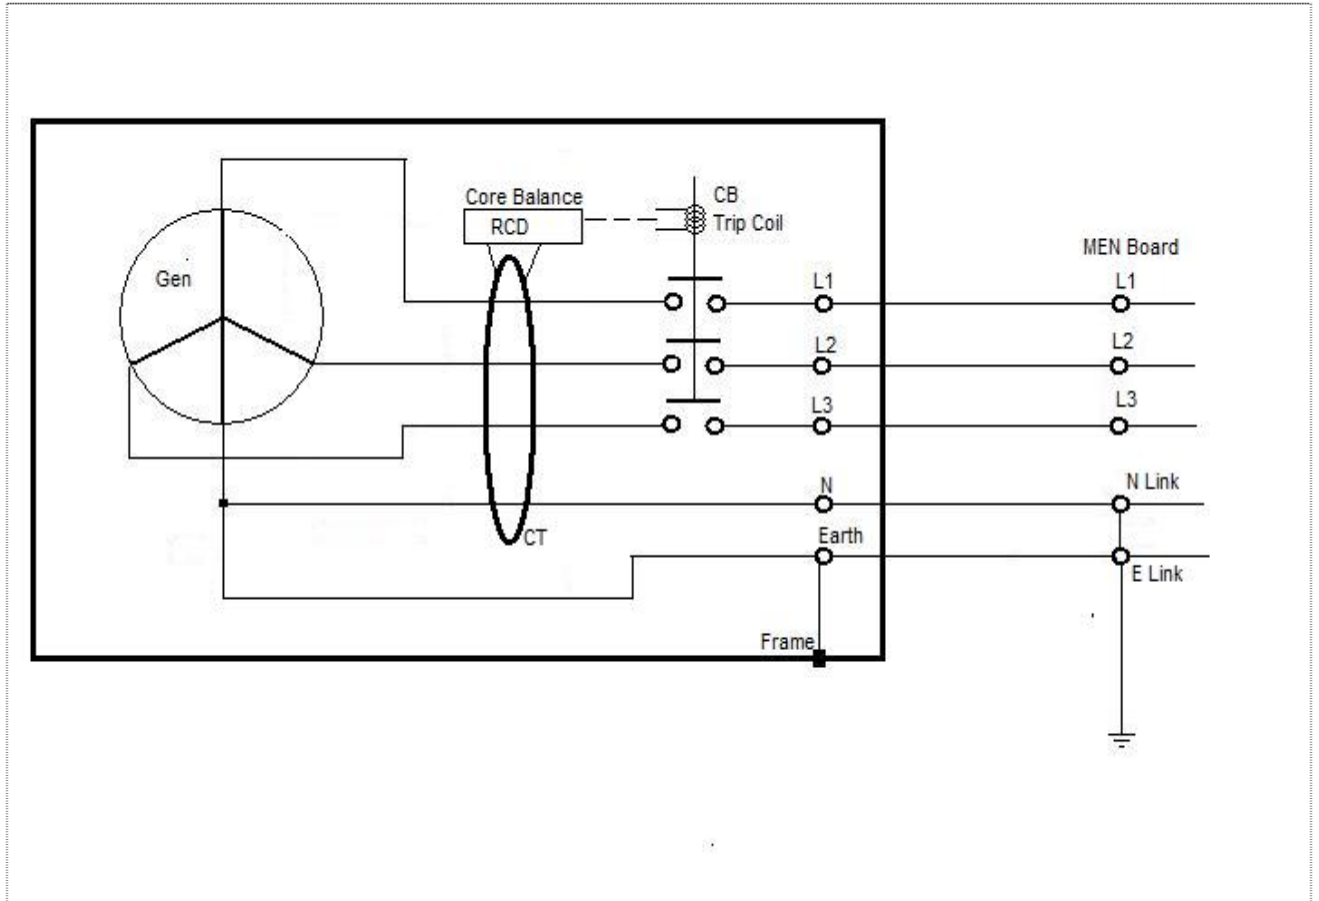 Core Balance
RCD
CB
Trip Coil
Gen
MEN Board
L1
L1
L2
L2
L3
L3
N
N Link
CT
Earth
E Link
Frame